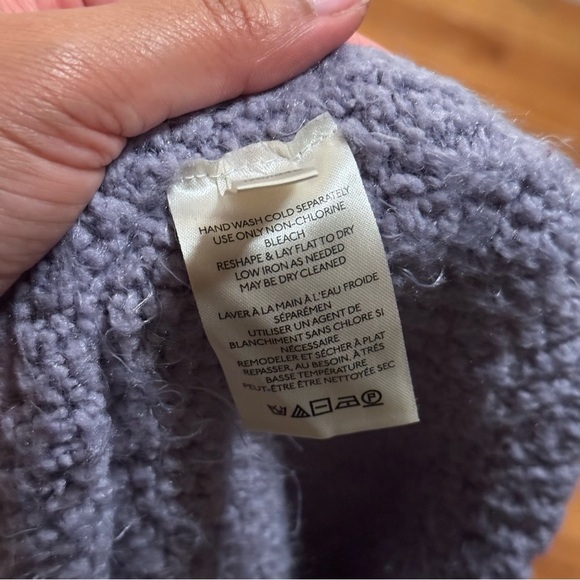 HAND WASH COLD SEPARATELY
USE ONLY NON-CHLORINE
BLEACH
RESHAPE & LAY FLAT TO DRY
LOW IRON AS NEEDED
MAY BE DRY CLEANED
LAVER À LA MAIN À L'EAU FROIDE
SÉPARÉMEN
UTILISER UN AGENT DE
BLANCHIMENT SANS CHLORE SI
NÉCESSAIRE
REMODELER ET SÉCHER À PLAT
REPASSER, AU BESOIN, À TRÈS
BASSE TEMPÉRATURE
PEUT-ÊTRE ÊTRE NETTOYÉE SEC